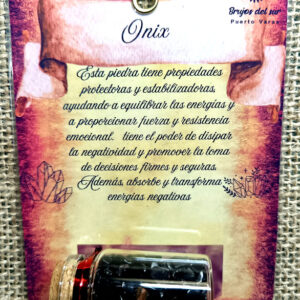 Brujos del sur
Puerto Varas
Onix
Esta piedra tiene propiedades
protectoras y estabilizadoras
ayudando a equilibrar las energías y
a proporcionar fuerza y resistencia
emocional. tiene el poder de disipar
la negatividad y promover la toma
de decisiones firmes y seguras.
Además, absorbe y transforma
energías negativas